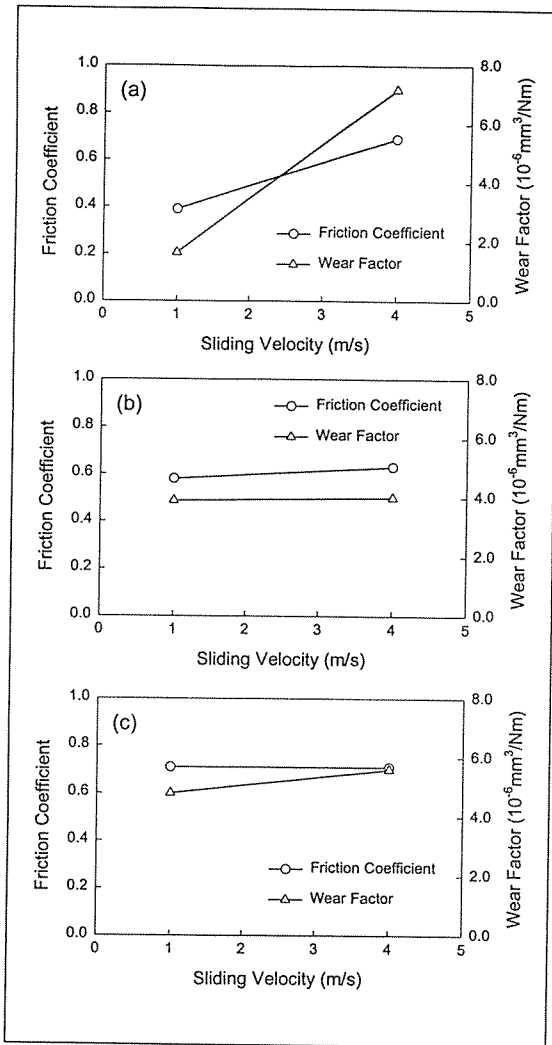 (a)
Friction Coefficient
1.0
0.8
0.6
0.4
0.2
0.0
0 1 2 3 4 5
Sliding Velocity (m/s)
8.0
6.0
4.0
2.0
0.0
Wear Factor (10⁻⁶mm³/Nm)
Friction Coefficient
Wear Factor
(b)
Friction Coefficient
1.0
0.8
0.6
0.4
0.2
0.0
0 1 2 3 4 5
Sliding Velocity (m/s)
8.0
6.0
4.0
2.0
0.0
Wear Factor (10⁻⁶mm³/Nm)
Friction Coefficient
Wear Factor
(c)
Friction Coefficient
1.0
0.8
0.6
0.4
0.2
0.0
0 1 2 3 4 5
Sliding Velocity (m/s)
8.0
6.0
4.0
2.0
0.0
Wear Factor (10⁻⁶mm³/Nm)
Friction Coefficient
Wear Factor